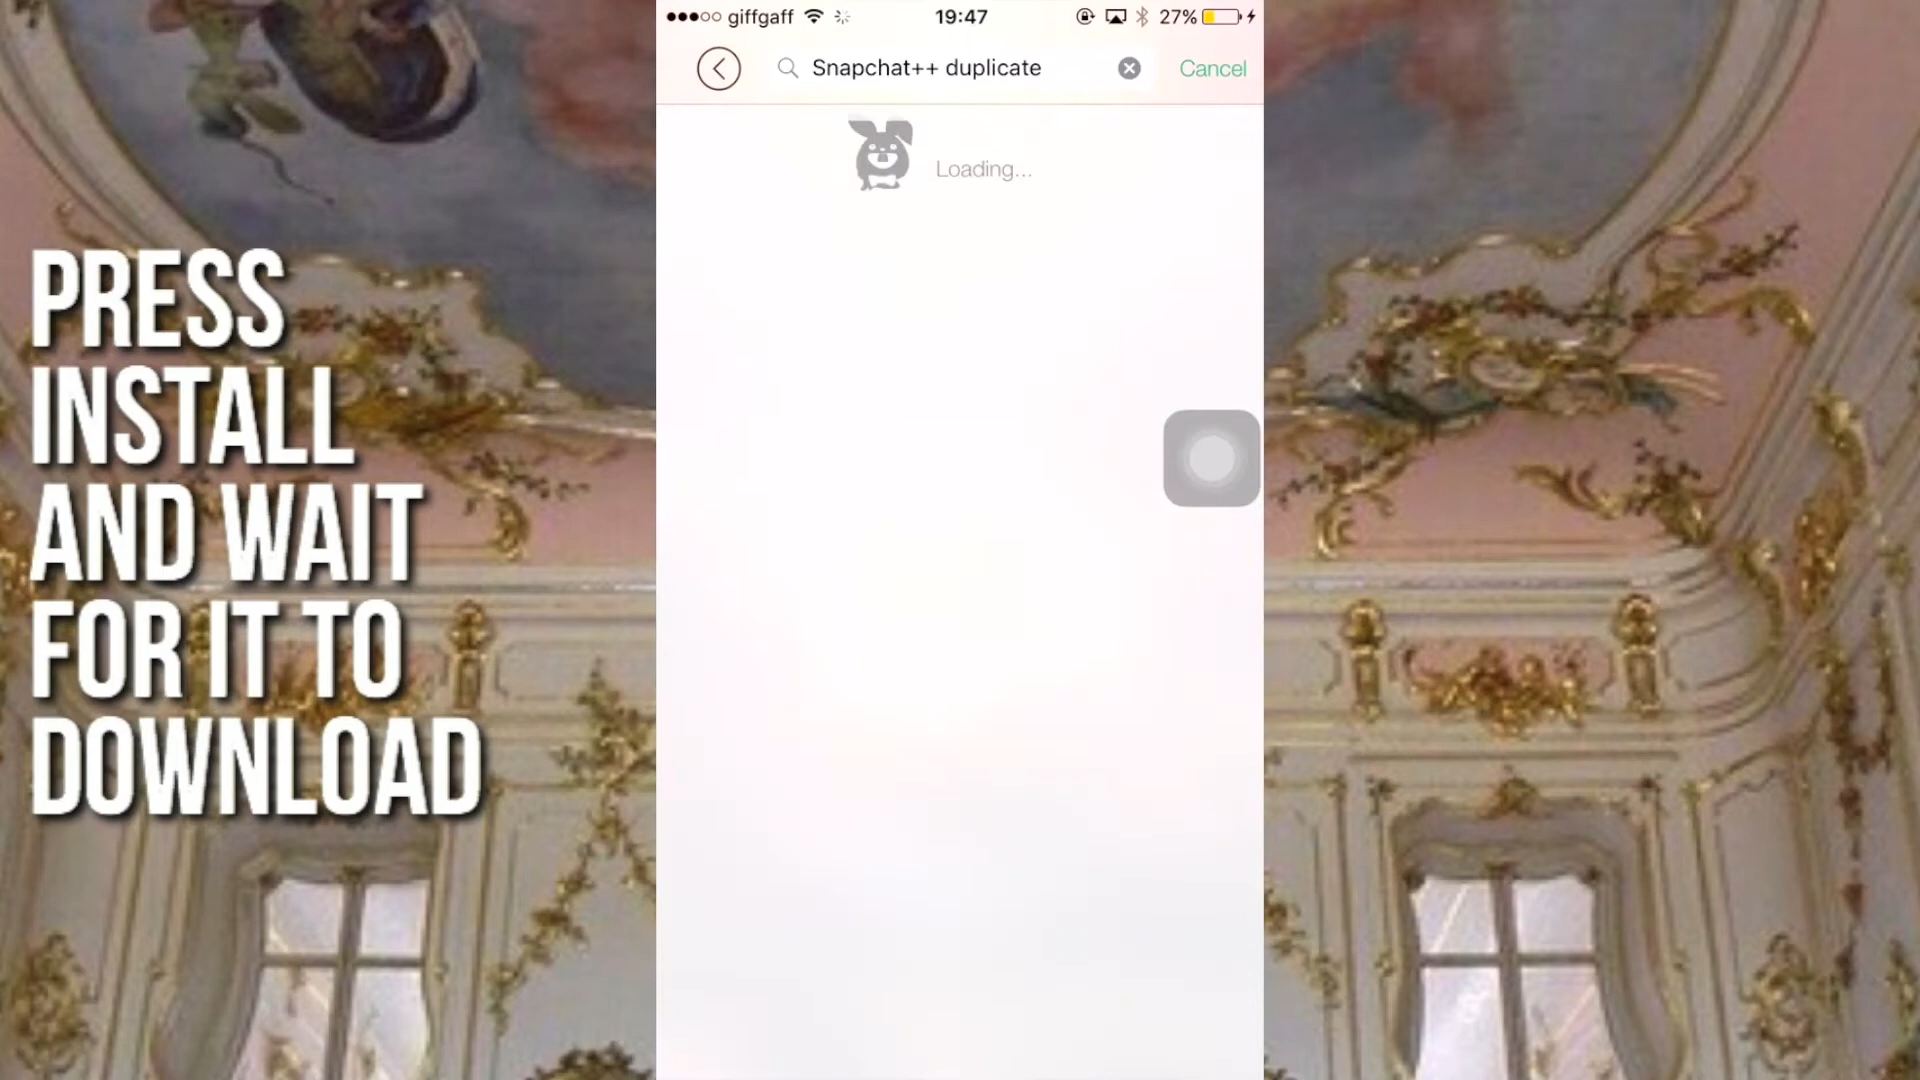 giffgaff 19:47 27%
Snapchat++ duplicate Cancel
Loading...
PRESS
INSTALL
AND WAIT
FOR IT TO
DOWNLOAD